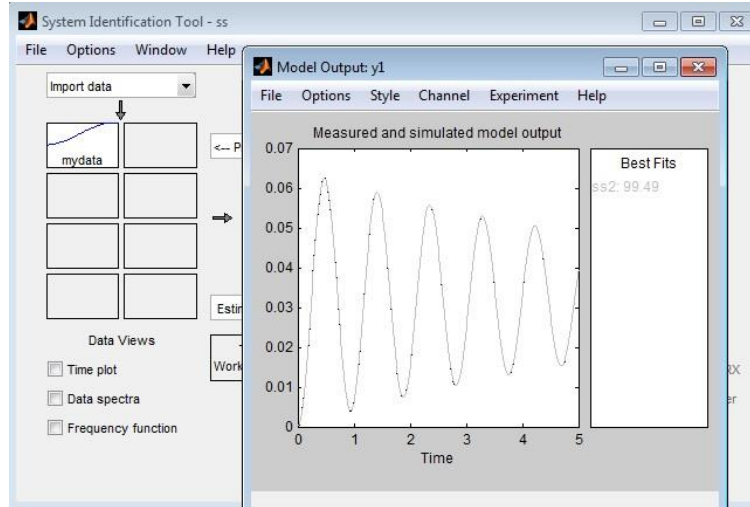 System Identification Tool - ss
File Options Window Help
Import data
mydata
<-- P
Estin
Work
Data Views
Time plot
Data spectra
Frequency function
Model Output: y1
File Options Style Channel Experiment Help
Measured and simulated model output
0.07
0.06
0.05
0.04
0.03
0.02
0.01
0
0 1 2 3 4 5
Time
Best Fits
ss2: 99.49
RX
er